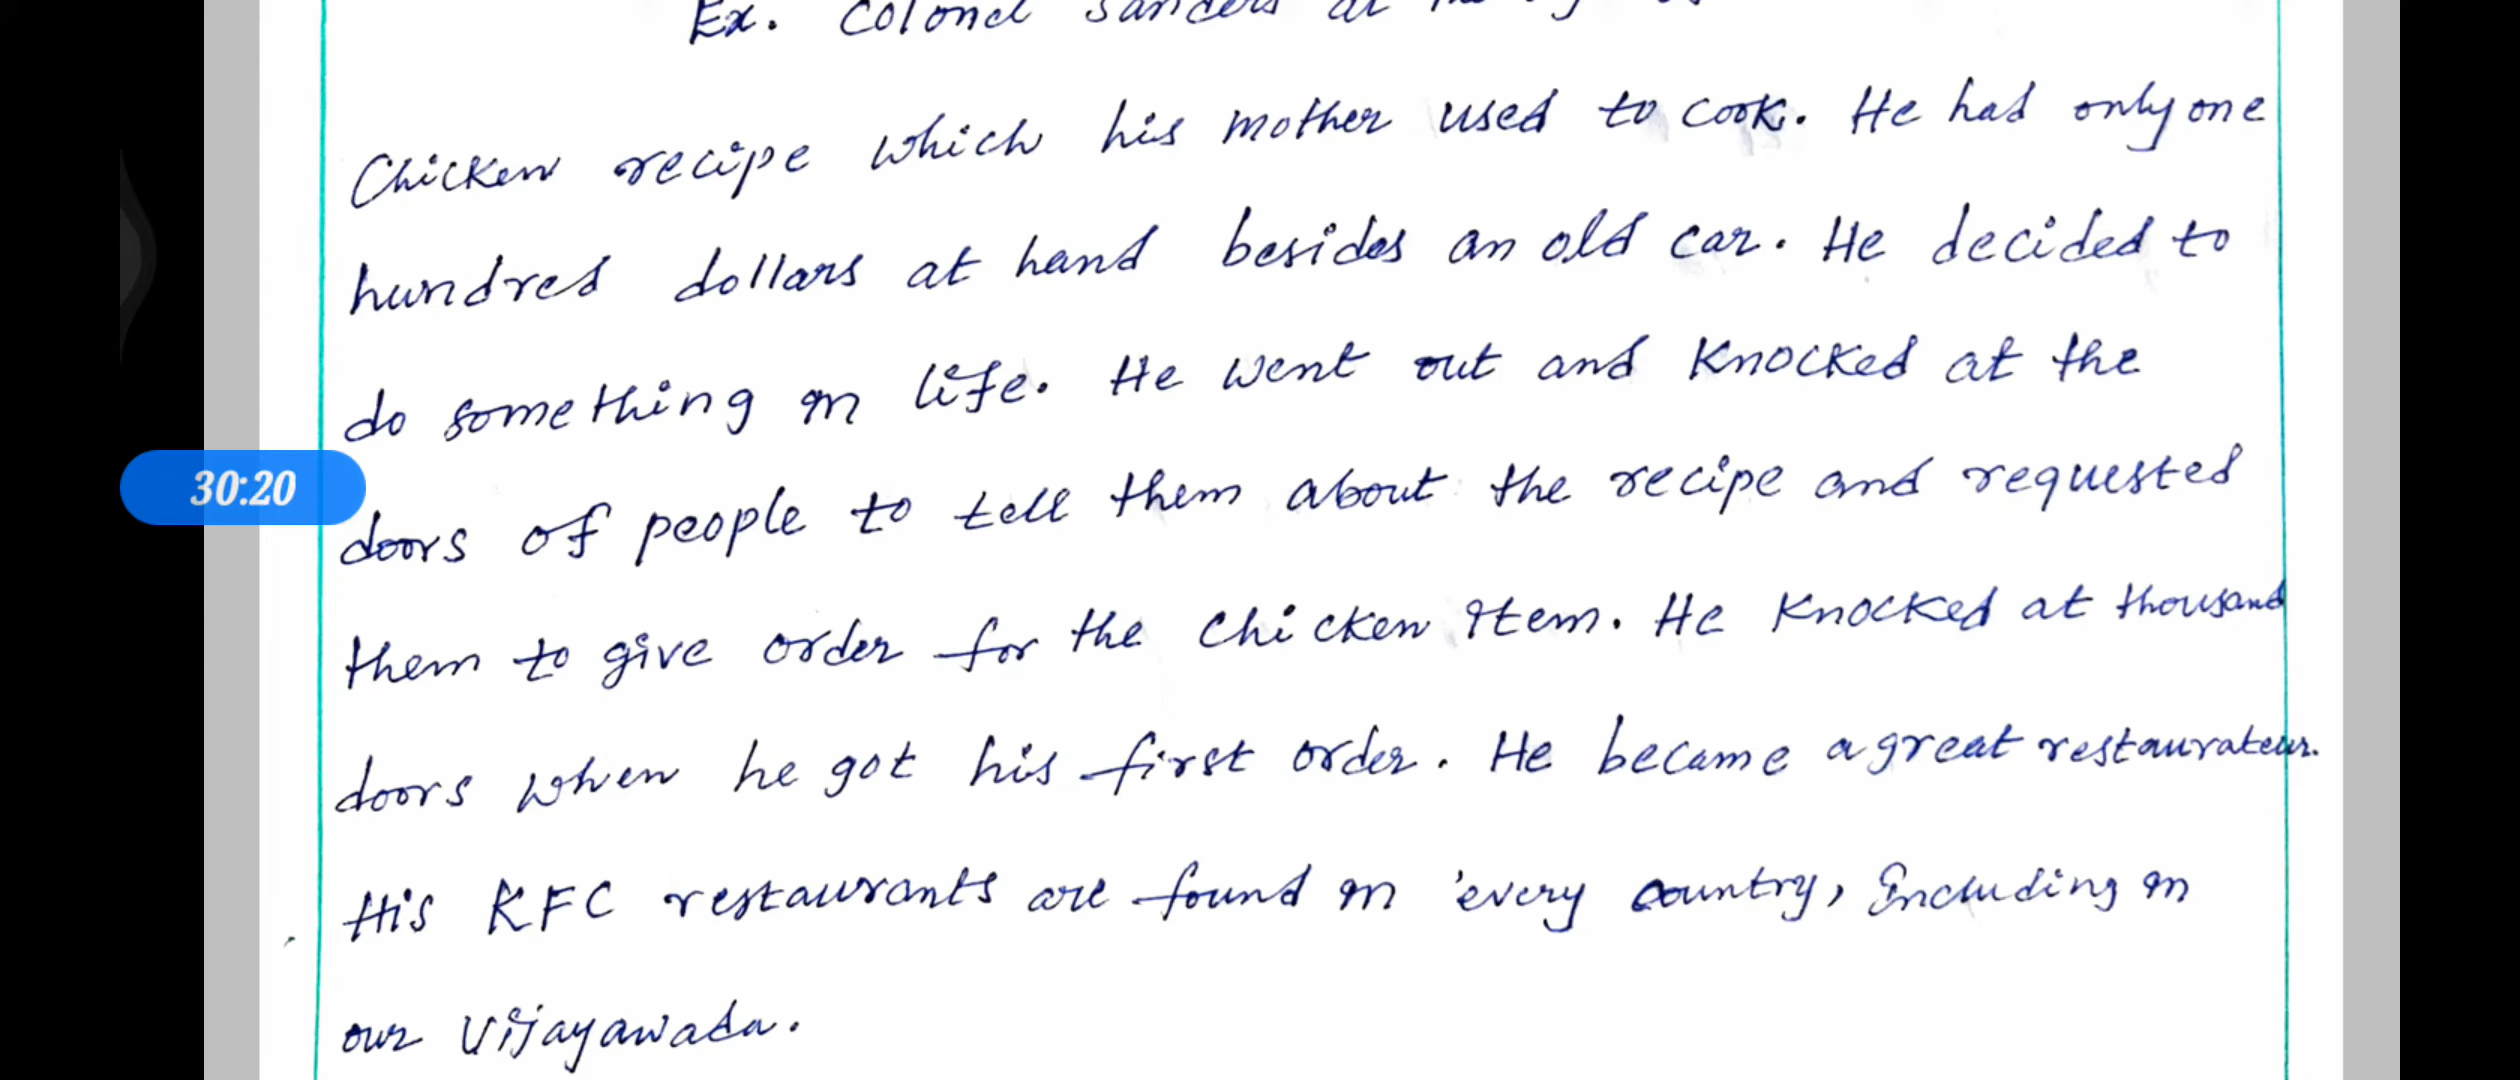 Ex. Colonel Sanders at the
Chicken recipe which his mother used to cook. He had only one
hundred dollars at hand besides an old car. He decided to
do something in life. He went out and knocked at the
30:20
doors of people to tell them about the recipe and requested
them to give order for the chicken item. He knocked at thousand
doors when he got his first order. He became a great restaurateur.
His KFC restaurants are found in every country, including in
our Vijayawada.